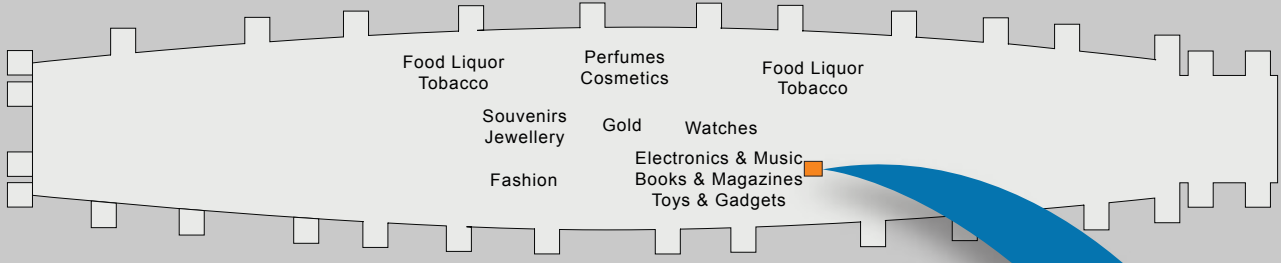 Food Liquor
Tobacco
Perfumes
Cosmetics
Food Liquor
Tobacco
Souvenirs
Jewellery
Gold
Watches
Fashion
Electronics & Music
Books & Magazines
Toys & Gadgets